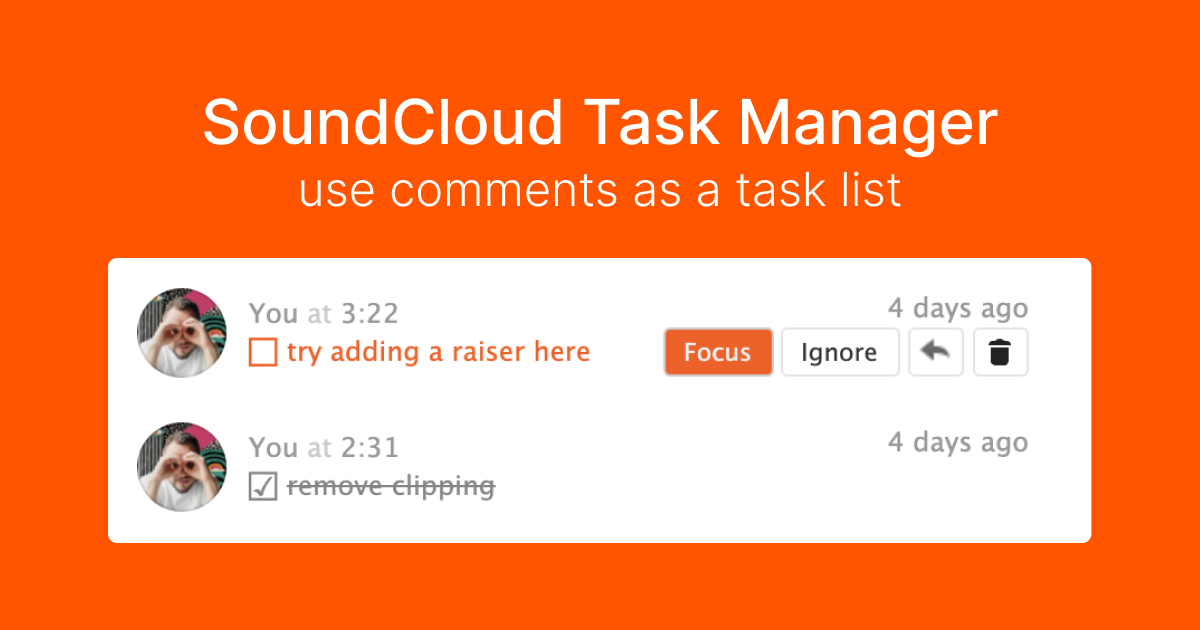 SoundCloud Task Manager
use comments as a task list
You at 3:22
4 days ago
try adding a raiser here
Focus
Ignore
You at 2:31
4 days ago
remove clipping